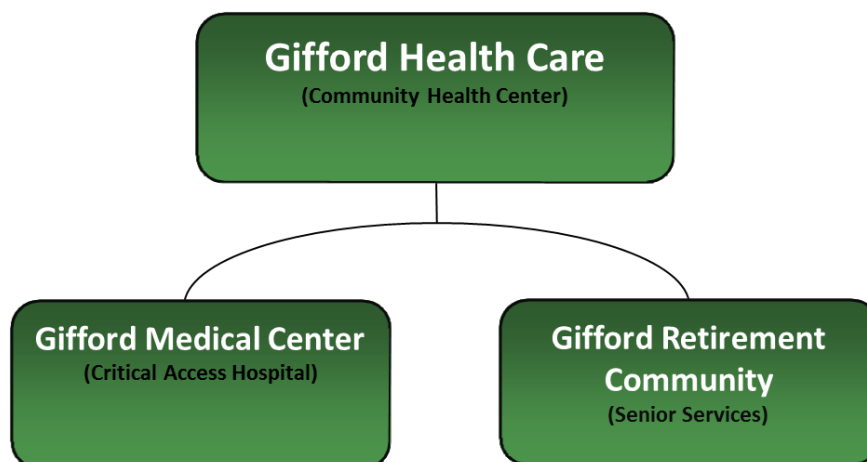 Gifford Health Care
(Community Health Center)
Gifford Medical Center
(Critical Access Hospital)
Gifford Retirement
Community
(Senior Services)